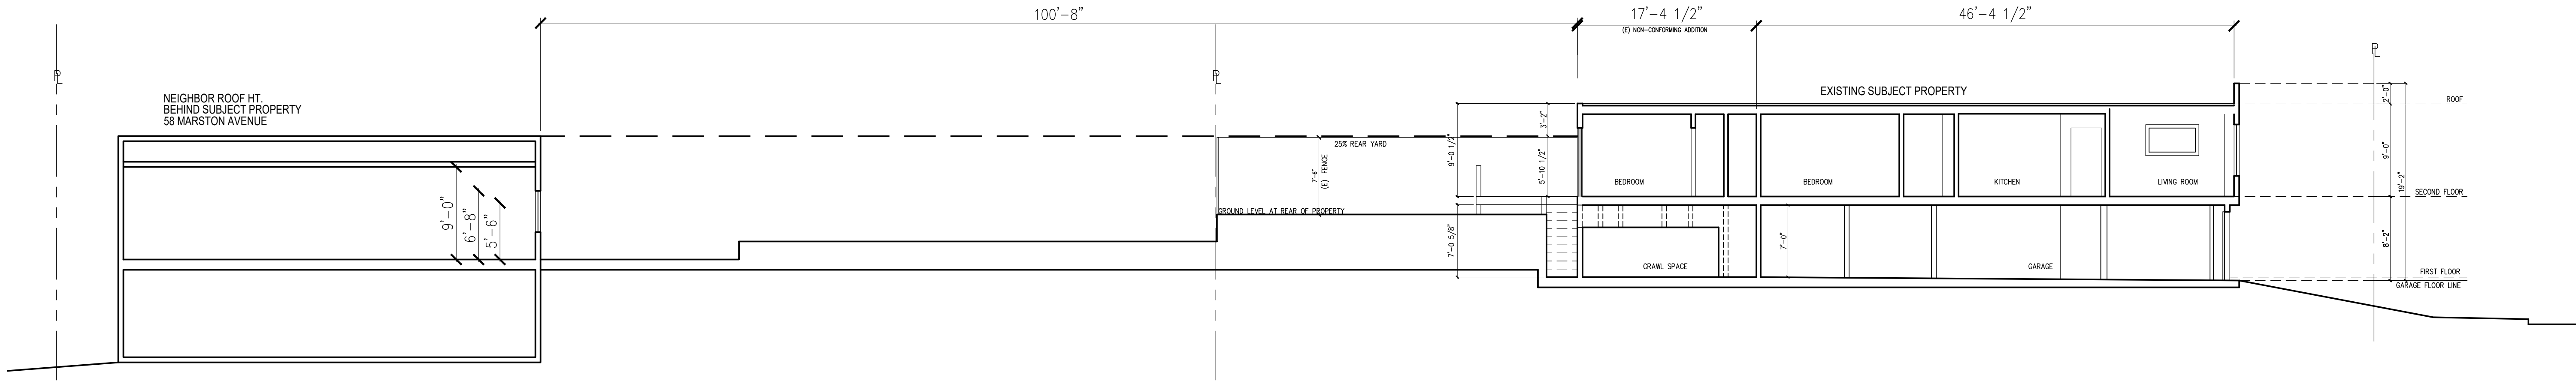 100'-8"
17'-4 1/2"
(E) NON-CONFORMING ADDITION
46'-4 1/2"
PL
PL
PL
NEIGHBOR ROOF HT.
BEHIND SUBJECT PROPERTY
58 MARSTON AVENUE
EXISTING SUBJECT PROPERTY
2'-0"
ROOF
3'-2"
25% REAR YARD
9'-0 1/2"
5'-10 1/2"
7'-6"
(E) FENCE
9'-0"
19'-2"
BEDROOM
BEDROOM
KITCHEN
LIVING ROOM
SECOND FLOOR
9'-0"
6'-8"
5'-6"
GROUND LEVEL AT REAR OF PROPERTY
7'-0 5/8"
7'-0"
8'-2"
CRAWL SPACE
GARAGE
FIRST FLOOR
GARAGE FLOOR LINE